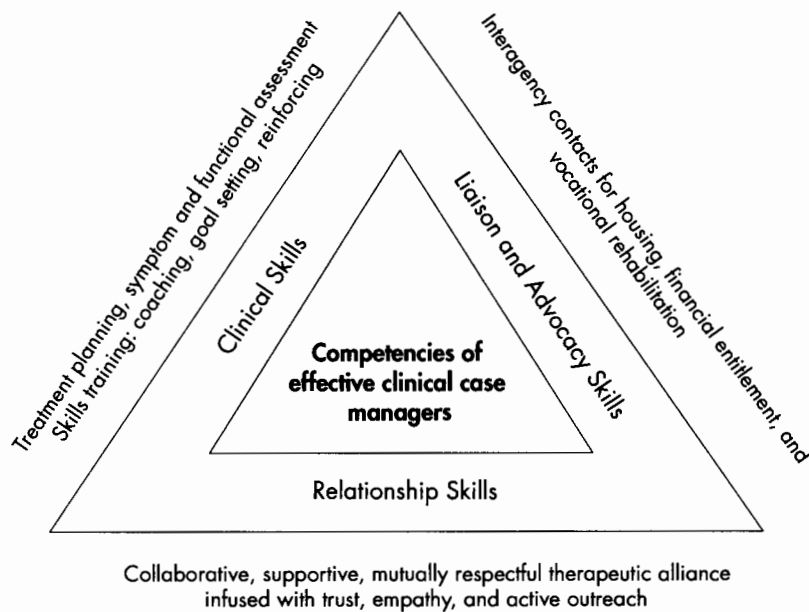 Treatment planning, symptom and functional assessment
Skills training: coaching, goal setting, reinforcing
Interagency contacts for housing, financial entitlement, and
vocational rehabilitation
Clinical Skills
Liaison and Advocacy Skills
Competencies of
effective clinical case
managers
Relationship Skills
Collaborative, supportive, mutually respectful therapeutic alliance
infused with trust, empathy, and active outreach